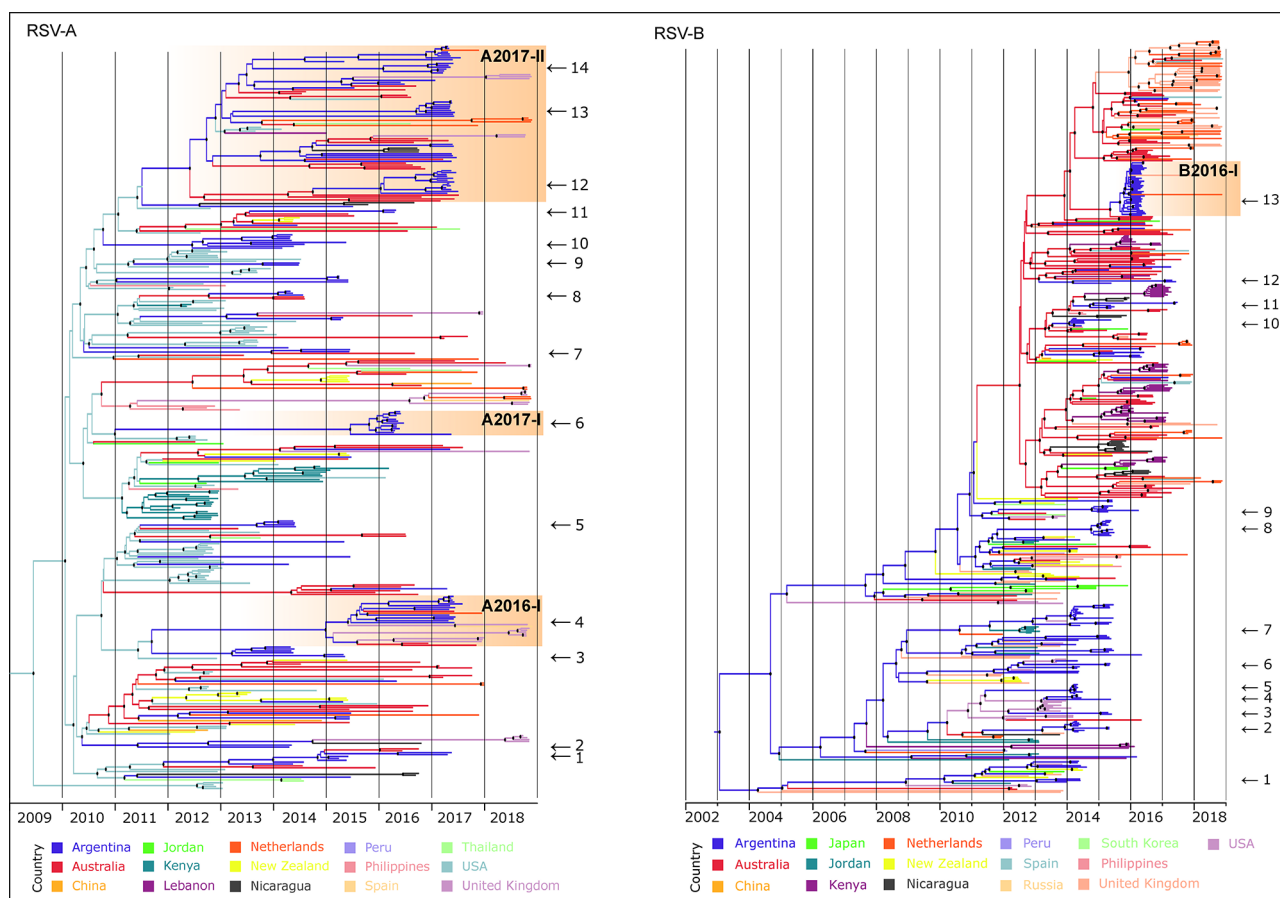 RSV-A
A2017-II
14
13
12
11
10
9
8
7
A2017-I
6
5
A2016-I
4
3
2
1
2009 2010 2011 2012 2013 2014 2015 2016 2017 2018
Country
Argentina Jordan Netherlands Peru Thailand
Australia Kenya New Zealand Philippines USA
China Lebanon Nicaragua Spain United Kingdom
RSV-B
B2016-I
13
12
11
10
9
8
7
6
5
4
3
2
1
2002 2004 2006 2008 2010 2012 2014 2016 2018
Country
Argentina Japan Netherlands Peru South Korea USA
Australia Jordan New Zealand Spain Philippines
China Kenya Nicaragua Russia United Kingdom